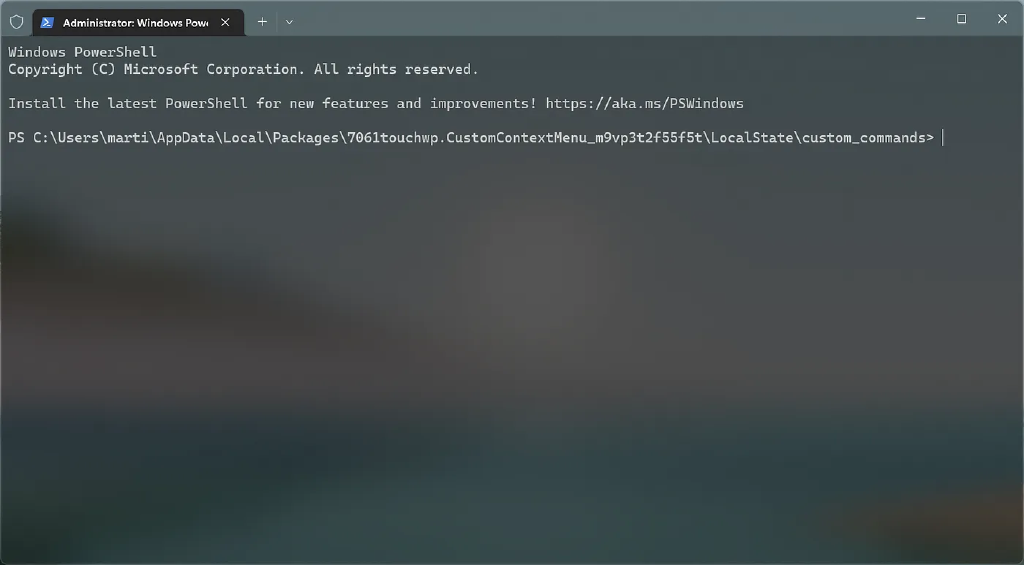 Administrator: Windows Powe
Windows PowerShell
Copyright (C) Microsoft Corporation. All rights reserved.
Install the latest PowerShell for new features and improvements! https://aka.ms/PSWindows
PS C:\Users\marti\AppData\Local\Packages\7061touchwp.CustomContextMenu_m9vp3t2f55f5t\LocalState\custom_commands>